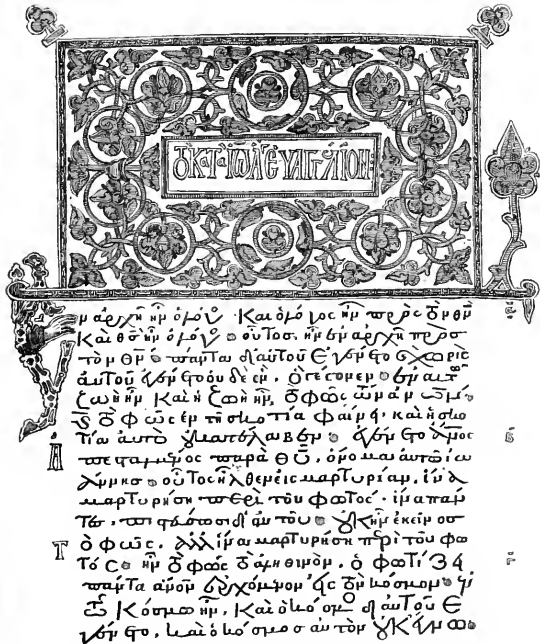 ΤΟ Κ Τ ΙΩΑ ΕΥΑΓΓΕΛΙΟΝ
Ἐν ἀρχῆ ἦν ὁ λόγος · Καὶ ὁ λόγος ἦν πρὸς τὸν θν
Καὶ θς ἦν ὁ λόγος · οὗτος ἦν ἐν ἀρχῆ πρὸς
τὸν θν · πάντα δι αὐτοῦ ἐγένετο · χωρὶς
αὐτοῦ ἐγένετο οὐδὲ ἕν. ὃ γέγονεν · ἐν αὐτῶ
ζωὴ ἦν καὶ ἡ ζωὴ ἦν τὸ φῶς τῶν ἀνων ·
Καὶ τὸ φῶς ἐν τῆ σκοτία φαίνει · καὶ ἡ σκο
τία αὐτὸ οὐ κατέλαβεν · ἐγένετο ἄνος
ἀπεσταλμένος παρὰ θυ, ὄνομα αὐτῶ ἰω
άννης · οὗτος ἦλθεν εἰς μαρτυρίαν, ἵνα
μαρτυρήση περὶ τοῦ φωτός · ἵνα πάν
τες πιστεύσωσι δι αὐτοῦ · οὐκ ἦν ἐκεῖνος
τὸ φῶς. ἀλλ ἵνα μαρτυρήση περὶ τοῦ φω
τός · ἦν τὸ φῶς τὸ ἀληθινὸν. ὃ φωτίζει
πάντα ἄνον ἐρχόμενον εἰς τὸν κόσμον · ἐν
τῶ κόσμω ἦν, καὶ ὁ κόσμος δι αὐτοῦ ἐ
γένετο, καὶ ὁ κόσμος αὐτὸν οὐκ ἔγνω ·